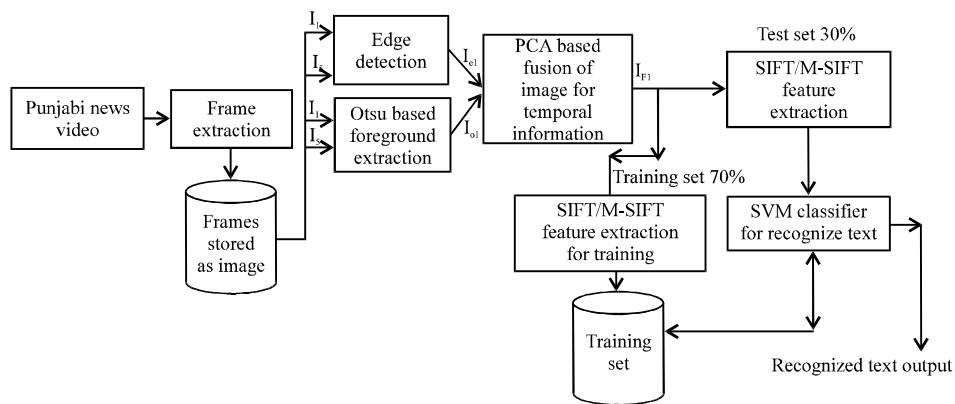 Punjabi news
video
Frame
extraction
Frames
stored
as image
I₁
I₅
I₁
I₅
Edge
detection
Otsu based
foreground
extraction
Iₑ₁
Iₒ₁
PCA based
fusion of
image for
temporal
information
I_F1
Test set 30%
SIFT/M-SIFT
feature
extraction
Training set 70%
SIFT/M-SIFT
feature extraction
for training
SVM classifier
for recognize text
Training
set
Recognized text output